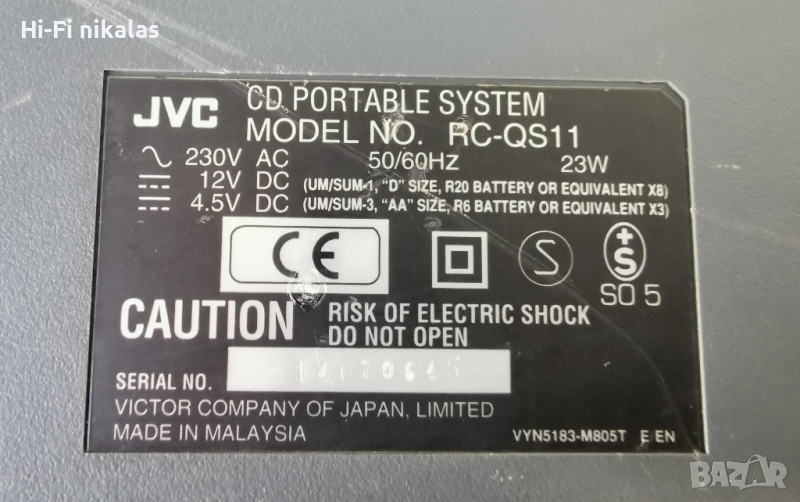 Hi-Fi nikalas
JVC
CD PORTABLE SYSTEM
MODEL NO. RC-QS11
230V AC 50/60HZ 23W
12V DC (UM/SUM-1, “D” SIZE, R20 BATTERY OR EQUIVALENT X8)
4.5V DC (UM/SUM-3, “AA” SIZE, R6 BATTERY OR EQUIVALENT X3)
CE
S
+
S
SO 5
CAUTION
RISK OF ELECTRIC SHOCK
DO NOT OPEN
SERIAL NO.
VICTOR COMPANY OF JAPAN, LIMITED
MADE IN MALAYSIA
VYN5183-M805T E EN
BAZAR